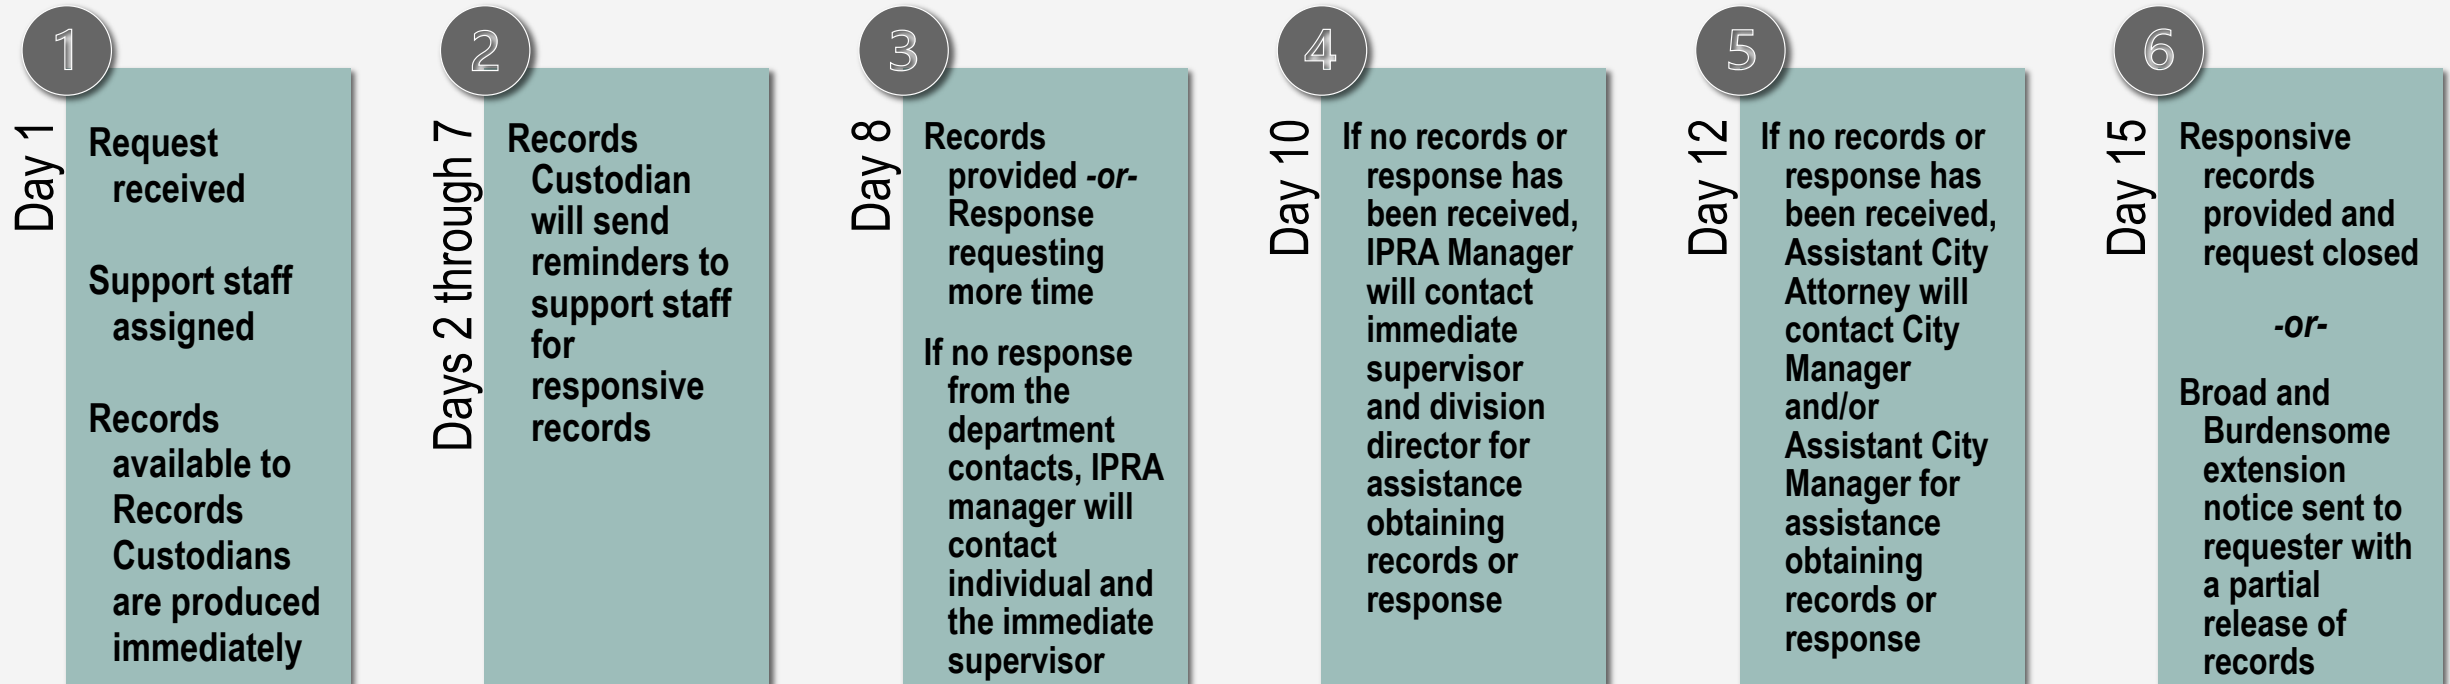 1
Day 1
Request
received
Support staff
assigned
Records
available to
Records
Custodians
are produced
immediately
2
Days 2 through 7
Records
Custodian
will send
reminders to
support staff
for
responsive
records
3
Day 8
Records
provided -or-
Response
requesting
more time
If no response
from the
department
contacts, IPRA
manager will
contact
individual and
the immediate
supervisor
4
Day 10
If no records or
response has
been received,
IPRA Manager
will contact
immediate
supervisor
and division
director for
assistance
obtaining
records or
response
5
Day 12
If no records or
response has
been received,
Assistant City
Attorney will
contact City
Manager
and/or
Assistant City
Manager for
assistance
obtaining
records or
response
6
Day 15
Responsive
records
provided and
request closed
-or-
Broad and
Burdensome
extension
notice sent to
requester with
a partial
release of
records